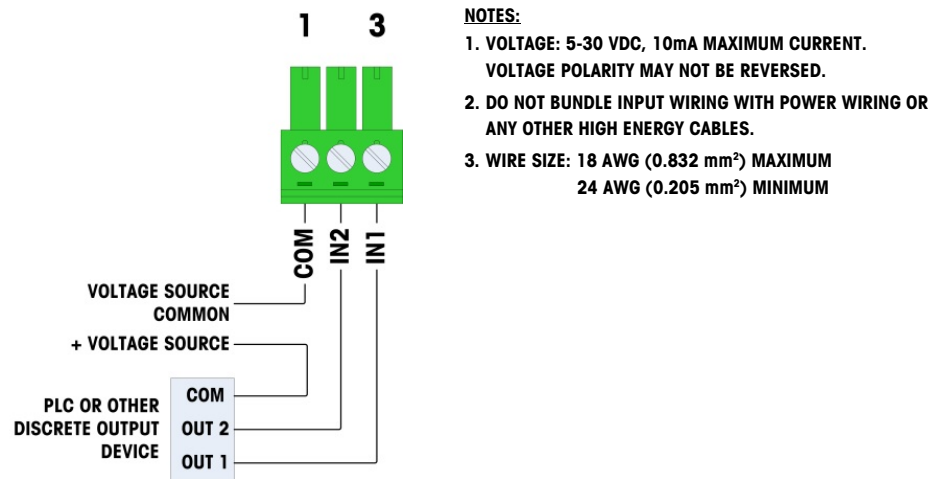 1 3
COM
IN2
IN1
VOLTAGE SOURCE
COMMON
+ VOLTAGE SOURCE
PLC OR OTHER
DISCRETE OUTPUT
DEVICE
COM
OUT 2
OUT 1
NOTES:
1. VOLTAGE: 5-30 VDC, 10mA MAXIMUM CURRENT.
VOLTAGE POLARITY MAY NOT BE REVERSED.
2. DO NOT BUNDLE INPUT WIRING WITH POWER WIRING OR
ANY OTHER HIGH ENERGY CABLES.
3. WIRE SIZE: 18 AWG (0.832 mm²) MAXIMUM
24 AWG (0.205 mm²) MINIMUM